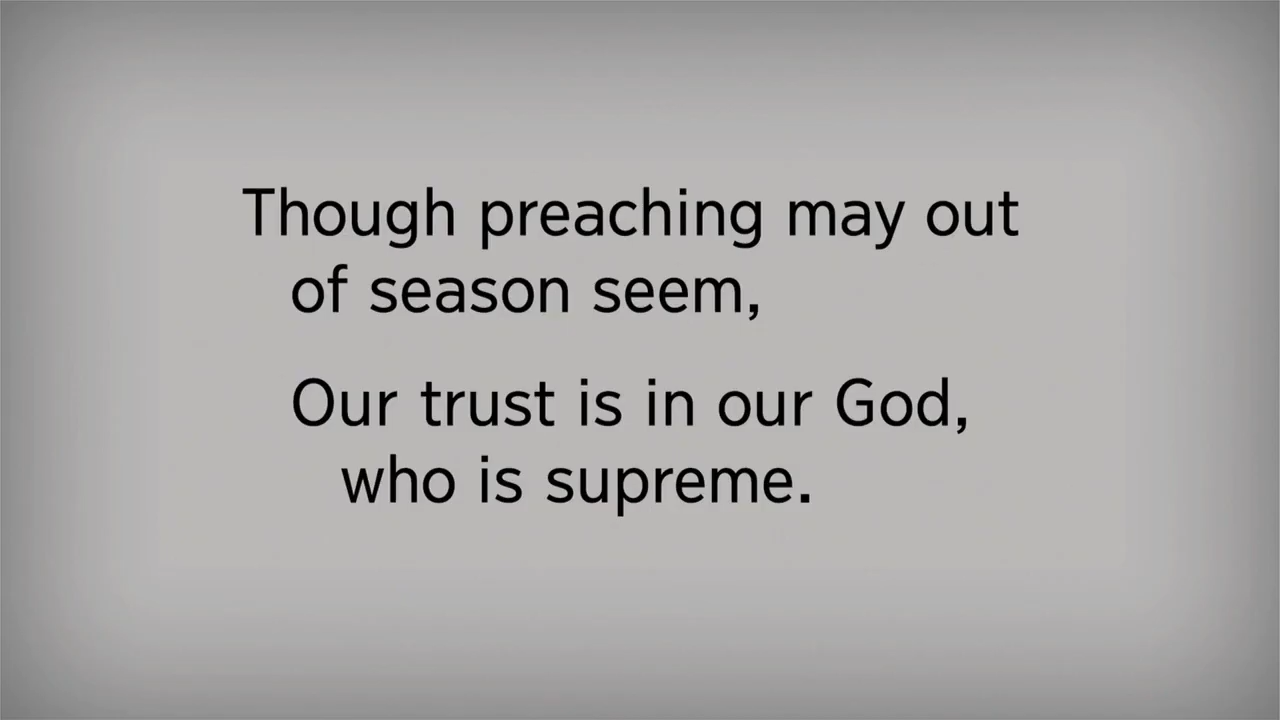 Though preaching may out
of season seem,
Our trust is in our God,
who is supreme.